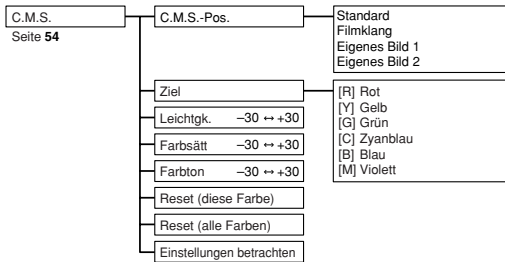 C.M.S.
Seite 54
C.M.S.-Pos.
Standard
Filmklang
Eigenes Bild 1
Eigenes Bild 2
Ziel
[R] Rot
[Y] Gelb
[G] Grün
[C] Zyanblau
[B] Blau
[M] Violett
Leichtgk. –30 ↔ +30
Farbsätt –30 ↔ +30
Farbton –30 ↔ +30
Reset (diese Farbe)
Reset (alle Farben)
Einstellungen betrachten